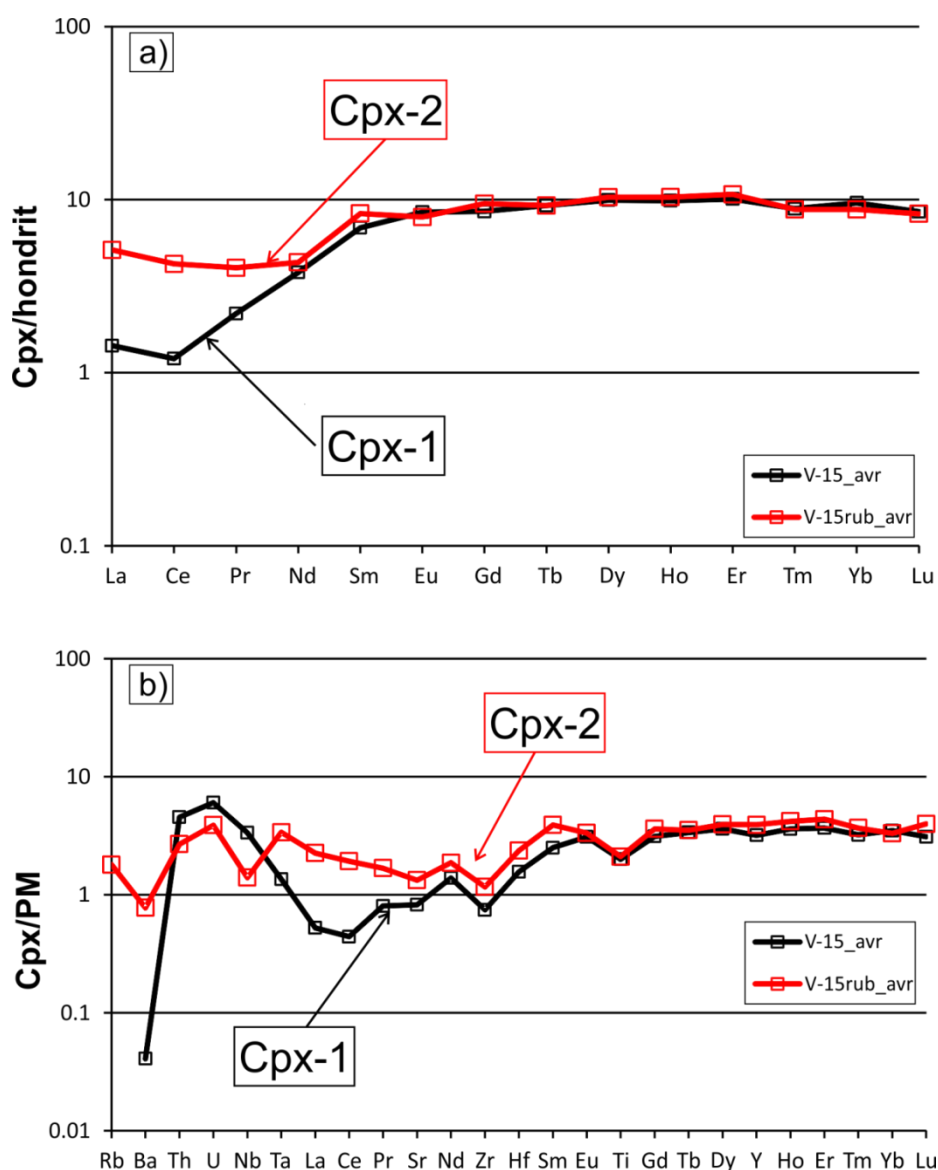 100
a)
Cpx-2
10
Cpx/hondrit
1
Cpx-1
V-15_avr
V-15rub_avr
0.1
La Ce Pr Nd Sm Eu Gd Tb Dy Ho Er Tm Yb Lu
100
b)
Cpx-2
10
Cpx/PM
1
V-15_avr
V-15rub_avr
0.1
Cpx-1
0.01
Rb Ba Th U Nb Ta La Ce Pr Sr Nd Zr Hf Sm Eu Ti Gd Tb Dy Y Ho Er Tm Yb Lu